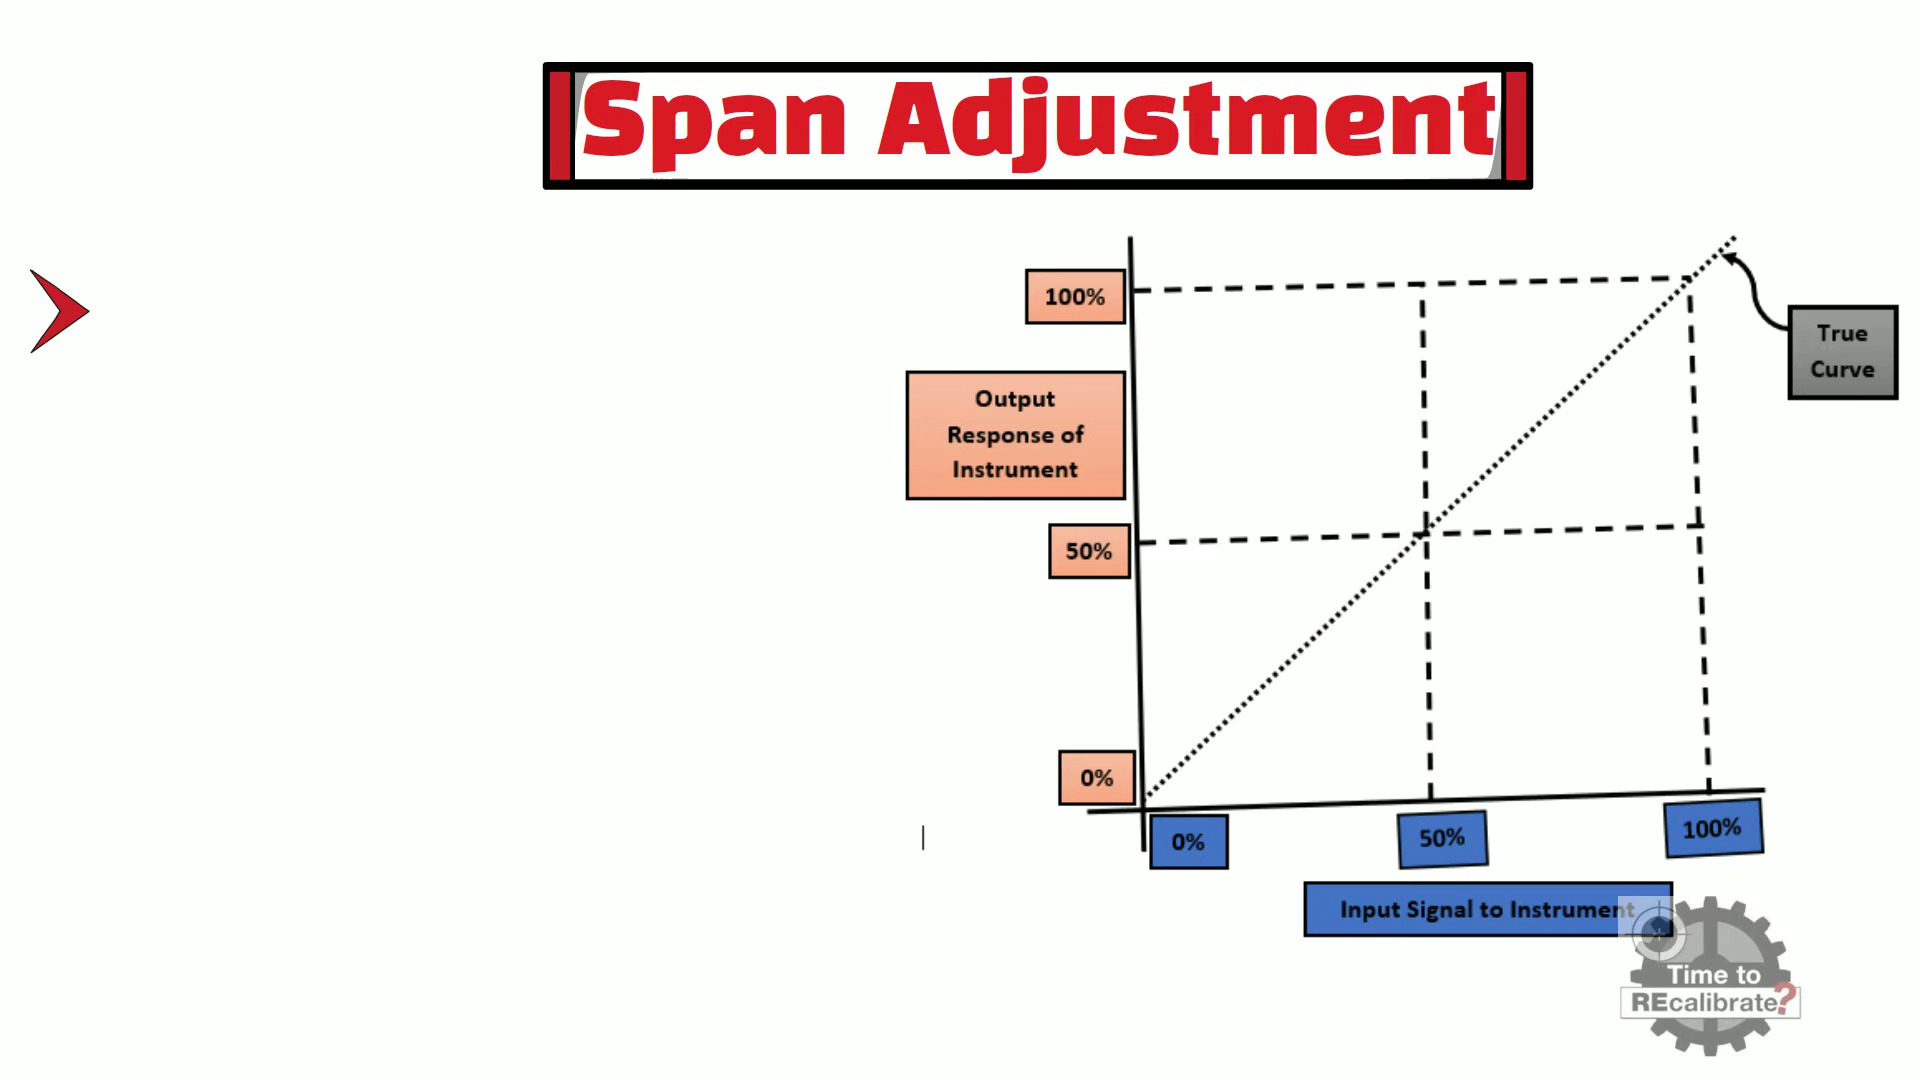 Span Adjustment
100%
True
Curve
Output
Response of
Instrument
50%
0%
0%
50%
100%
Input Signal to Instrument
Time to
REcalibrate?